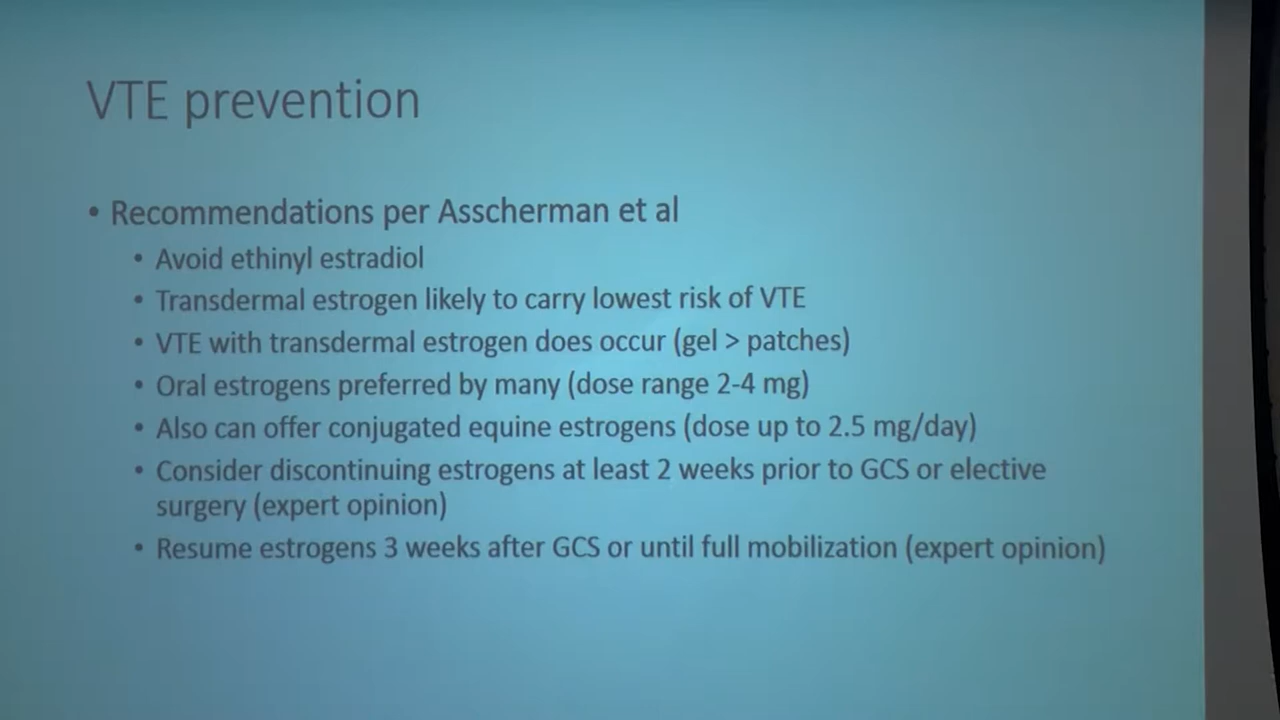 VTE prevention
• Recommendations per Asscherman et al
• Avoid ethinyl estradiol
• Transdermal estrogen likely to carry lowest risk of VTE
• VTE with transdermal estrogen does occur (gel > patches)
• Oral estrogens preferred by many (dose range 2-4 mg)
• Also can offer conjugated equine estrogens (dose up to 2.5 mg/day)
• Consider discontinuing estrogens at least 2 weeks prior to GCS or elective
surgery (expert opinion)
• Resume estrogens 3 weeks after GCS or until full mobilization (expert opinion)